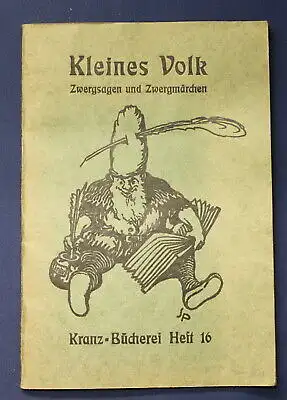 Kleines Volk
Zwergsagen und Zwergmärchen
Kranz-Bücherei Heft 16